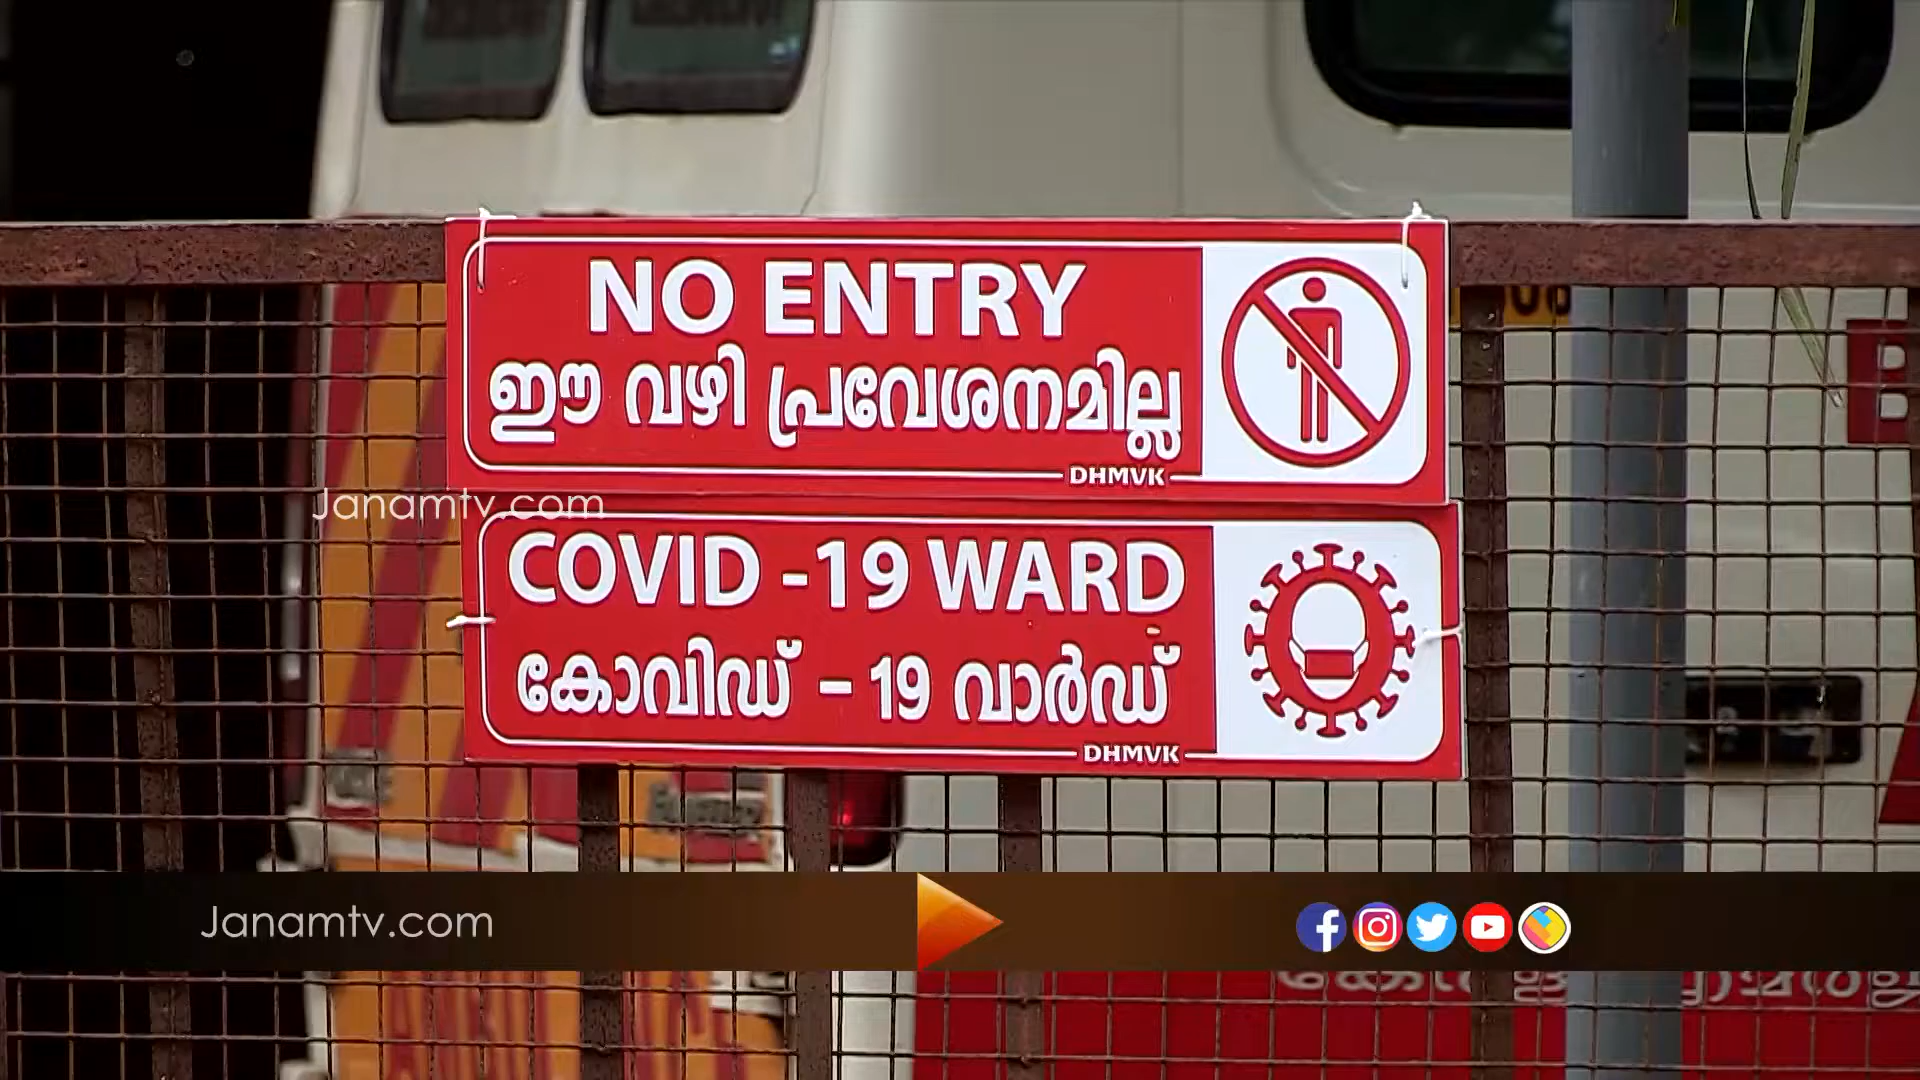 NO ENTRY
ഈ വഴി പ്രവേശനമില്ല
DHMVK
Janamtv.com
COVID -19 WARD
കോവിഡ് - 19 വാർഡ്
DHMVK
Janamtv.com